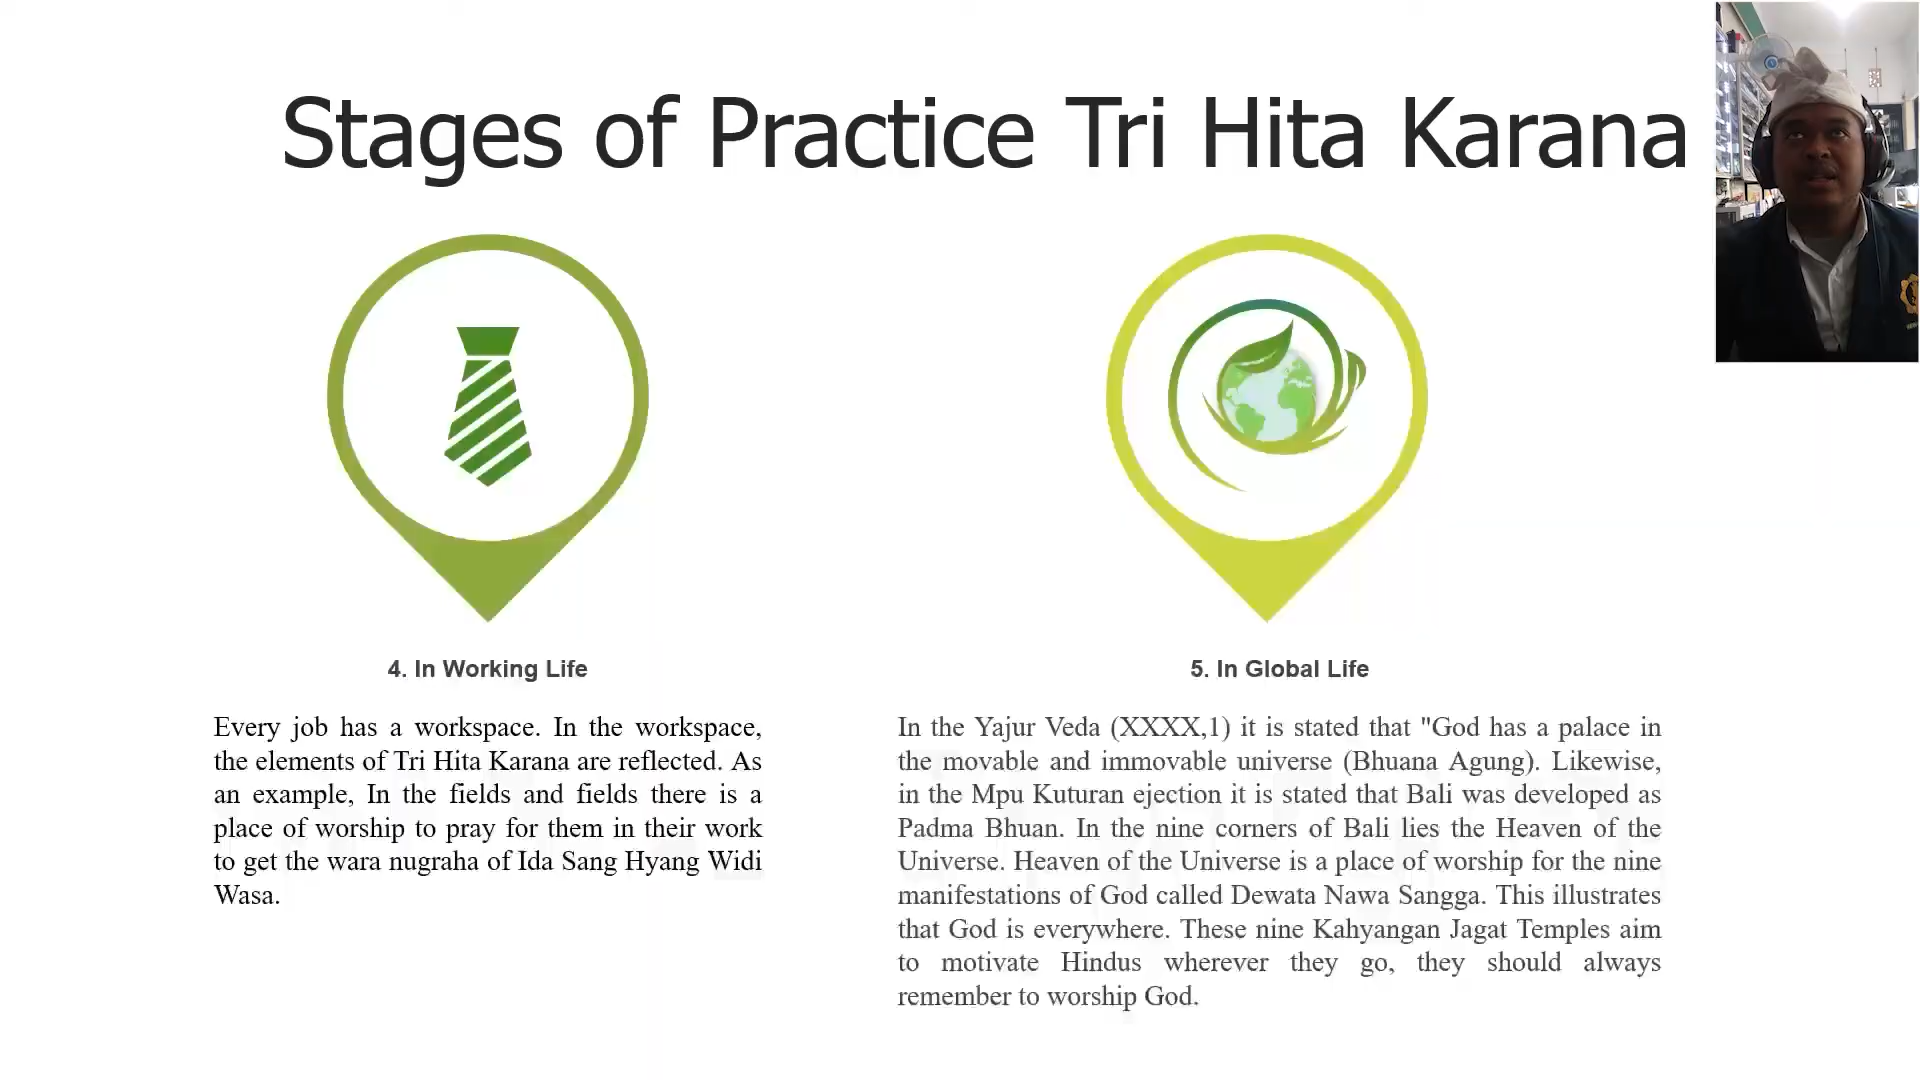 Stages of Practice Tri Hita Karana
4. In Working Life
Every job has a workspace. In the workspace,
the elements of Tri Hita Karana are reflected. As
an example, In the fields and fields there is a
place of worship to pray for them in their work
to get the wara nugraha of Ida Sang Hyang Widi
Wasa.
5. In Global Life
In the Yajur Veda (XXXX,1) it is stated that "God has a palace in
the movable and immovable universe (Bhuana Agung). Likewise,
in the Mpu Kuturan ejection it is stated that Bali was developed as
Padma Bhuan. In the nine corners of Bali lies the Heaven of the
Universe. Heaven of the Universe is a place of worship for the nine
manifestations of God called Dewata Nawa Sangga. This illustrates
that God is everywhere. These nine Kahyangan Jagat Temples aim
to motivate Hindus wherever they go, they should always
remember to worship God.